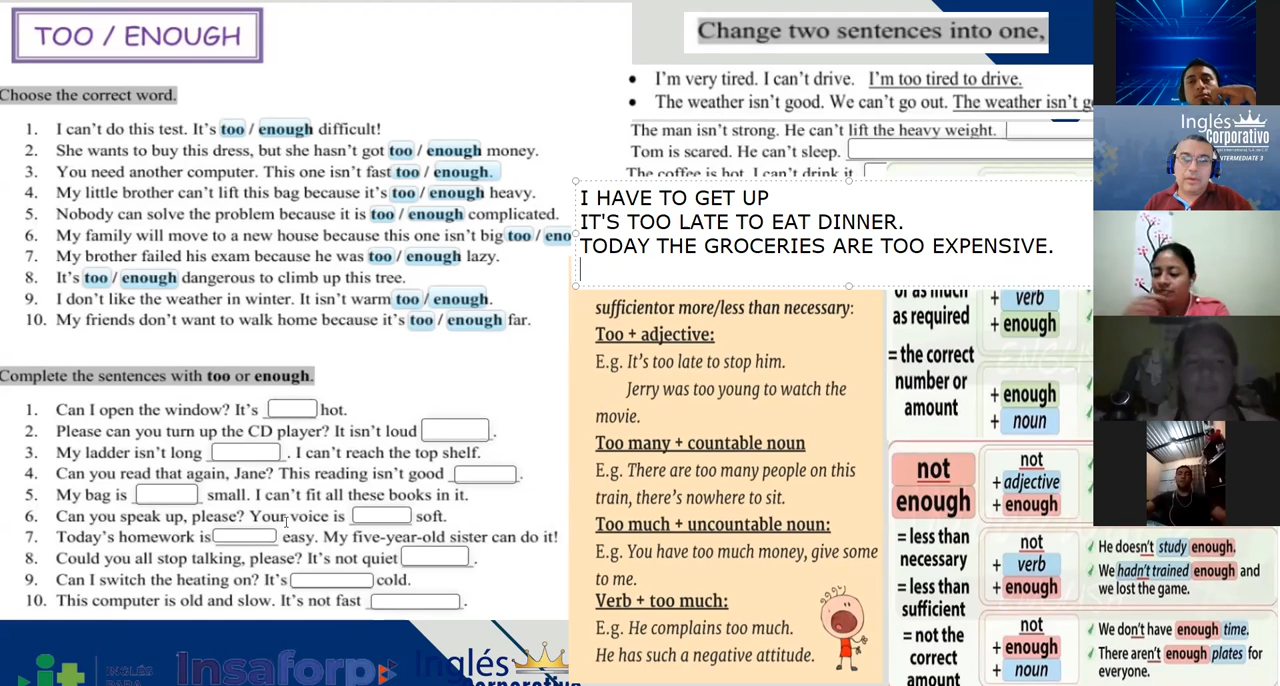 TOO / ENOUGH
Choose the correct word.
1. I can't do this test. It's too / enough difficult!
2. She wants to buy this dress, but she hasn't got too / enough money.
3. You need another computer. This one isn't fast too / enough.
4. My little brother can't lift this bag because it's too / enough heavy.
5. Nobody can solve the problem because it is too / enough complicated.
6. My family will move to a new house because this one isn't big too / eno
7. My brother failed his exam because he was too / enough lazy.
8. It's too / enough dangerous to climb up this tree.
9. I don't like the weather in winter. It isn't warm too / enough.
10. My friends don't want to walk home because it's too / enough far.
Complete the sentences with too or enough.
1. Can I open the window? It's hot.
2. Please can you turn up the CD player? It isn't loud .
3. My ladder isn't long . I can't reach the top shelf.
4. Can you read that again, Jane? This reading isn't good .
5. My bag is small. I can't fit all these books in it.
6. Can you speak up, please? Your voice is soft.
7. Today's homework is easy. My five-year-old sister can do it!
8. Could you all stop talking, please? It's not quiet .
9. Can I switch the heating on? It's cold.
10. This computer is old and slow. It's not fast .
INGLÉS
Insaforp
Inglés
Change two sentences into one,
• I'm very tired. I can't drive. I'm too tired to drive.
• The weather isn't good. We can't go out. The weather isn't g
The man isn't strong. He can't lift the heavy weight.
Tom is scared. He can't sleep.
The coffee is hot. I can't drink it
I HAVE TO GET UP
IT'S TOO LATE TO EAT DINNER.
TODAY THE GROCERIES ARE TOO EXPENSIVE.
sufficientor more/less than necessary:
Too + adjective:
E.g. It's too late to stop him.
Jerry was too young to watch the
movie.
Too many + countable noun
E.g. There are too many people on this
train, there's nowhere to sit.
Too much + uncountable noun:
E.g. You have too much money, give some
to me.
Verb + too much:
E.g. He complains too much.
He has such a negative attitude.
or as much
as required
= the correct
number or
amount
+ verb
+ enough
+ enough
+ noun
not
enough
= less than
necessary
= less than
sufficient
= not the
correct
amount
not
+ adjective
+ enough
not
+ verb
+ enough
not
+ enough
+ noun
✓ He doesn't study enough.
✓ We hadn't trained enough and
we lost the game.
✓ We don't have enough time.
✓ There aren't enough plates for
everyone.
Inglés
Corporativo
INTERMEDIATE 3